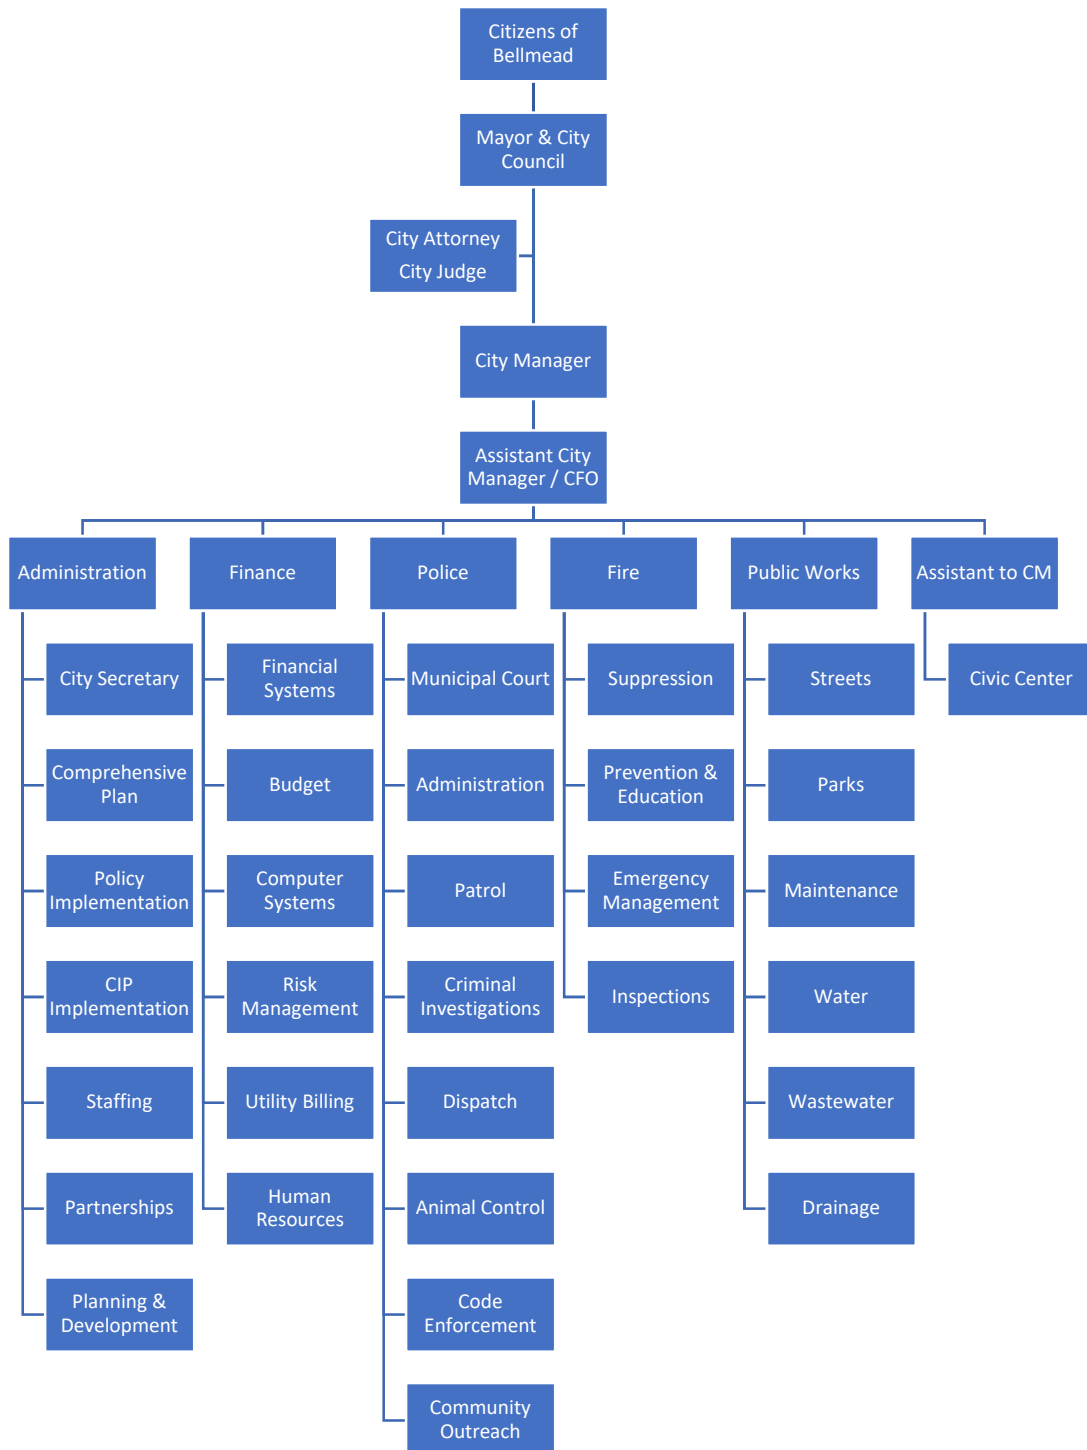 Citizens of
Bellmead
Mayor & City
Council
City Attorney
City Judge
City Manager
Assistant City
Manager / CFO
Administration
City Secretary
Comprehensive
Plan
Policy
Implementation
CIP
Implementation
Staffing
Partnerships
Planning &
Development
Finance
Financial
Systems
Budget
Computer
Systems
Risk
Management
Utility Billing
Human
Resources
Police
Municipal Court
Administration
Patrol
Criminal
Investigations
Dispatch
Animal Control
Code
Enforcement
Community
Outreach
Fire
Suppression
Prevention &
Education
Emergency
Management
Inspections
Public Works
Streets
Parks
Maintenance
Water
Wastewater
Drainage
Assistant to CM
Civic Center